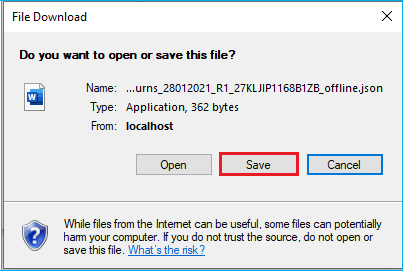 File Download
Do you want to open or save this file?
Name: ...urns_28012021_R1_27KLJIP1168B1ZB_offline.json
Type: Application, 362 bytes
From: localhost
Open Save Cancel
While files from the Internet can be useful, some files can potentially
harm your computer. If you do not trust the source, do not open or
save this file. What's the risk?